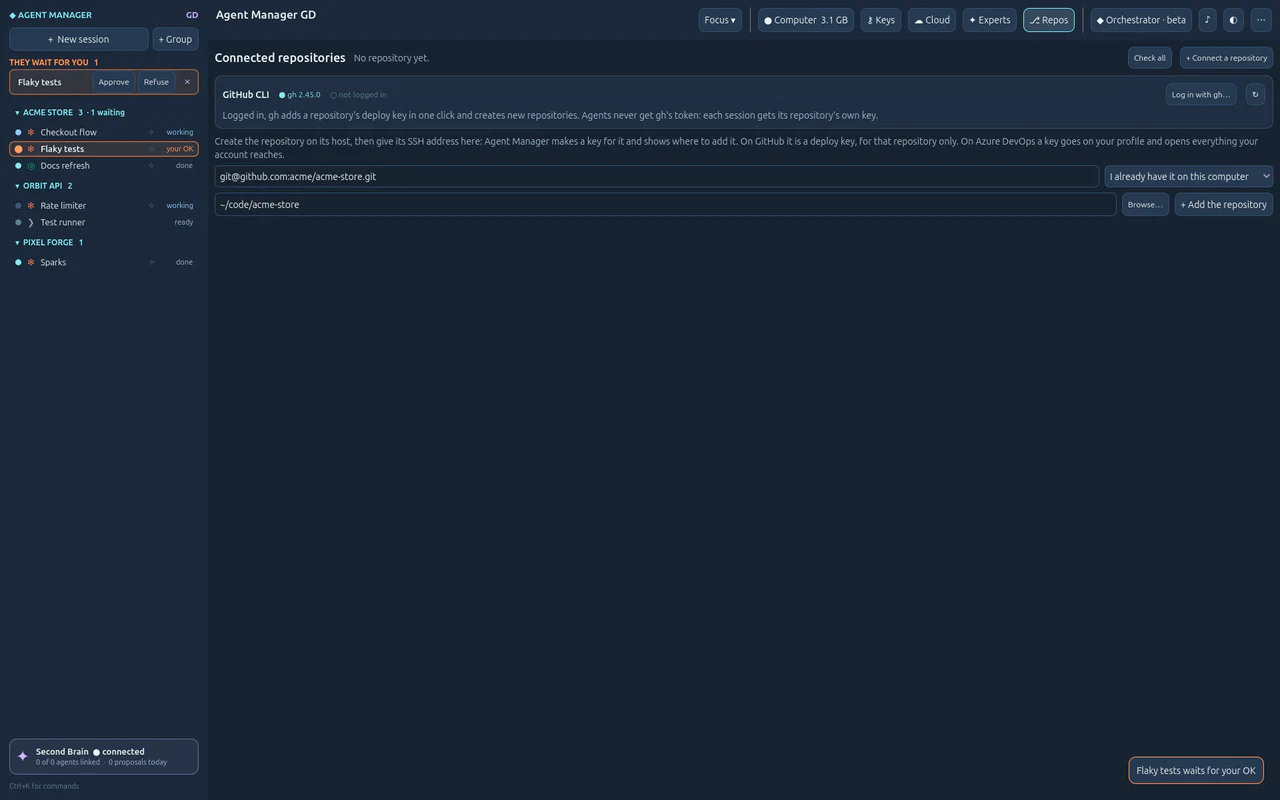 ◆ AGENT MANAGER GD
+ New session
+ Group
THEY WAIT FOR YOU 1
Flaky tests Approve Refuse ×
▾ ACME STORE 3 · 1 waiting
Checkout flow working
Flaky tests your OK
Docs refresh done
▾ ORBIT API 2
Rate limiter working
❯ Test runner ready
▾ PIXEL FORGE 1
Sparks done
Second Brain ● connected
0 of 0 agents linked · 0 proposals today
Ctrl+K for commands
Agent Manager GD
Focus ▾
● Computer 3.1 GB
Keys
☁ Cloud
✦ Experts
⎇ Repos
◆ Orchestrator · beta
♪
◐
⋯
Connected repositories No repository yet.
Check all
+ Connect a repository
GitHub CLI ● gh 2.45.0 ○ not logged in
Log in with gh…
↻
Logged in, gh adds a repository's deploy key in one click and creates new repositories. Agents never get gh's token: each session gets its repository's own key.
Create the repository on its host, then give its SSH address here: Agent Manager makes a key for it and shows where to add it. On GitHub it is a deploy key, for that repository only. On Azure DevOps a key goes on your profile and opens everything your
account reaches.
git@github.com:acme/acme-store.git
I already have it on this computer
~/code/acme-store
Browse…
+ Add the repository
Flaky tests waits for your OK